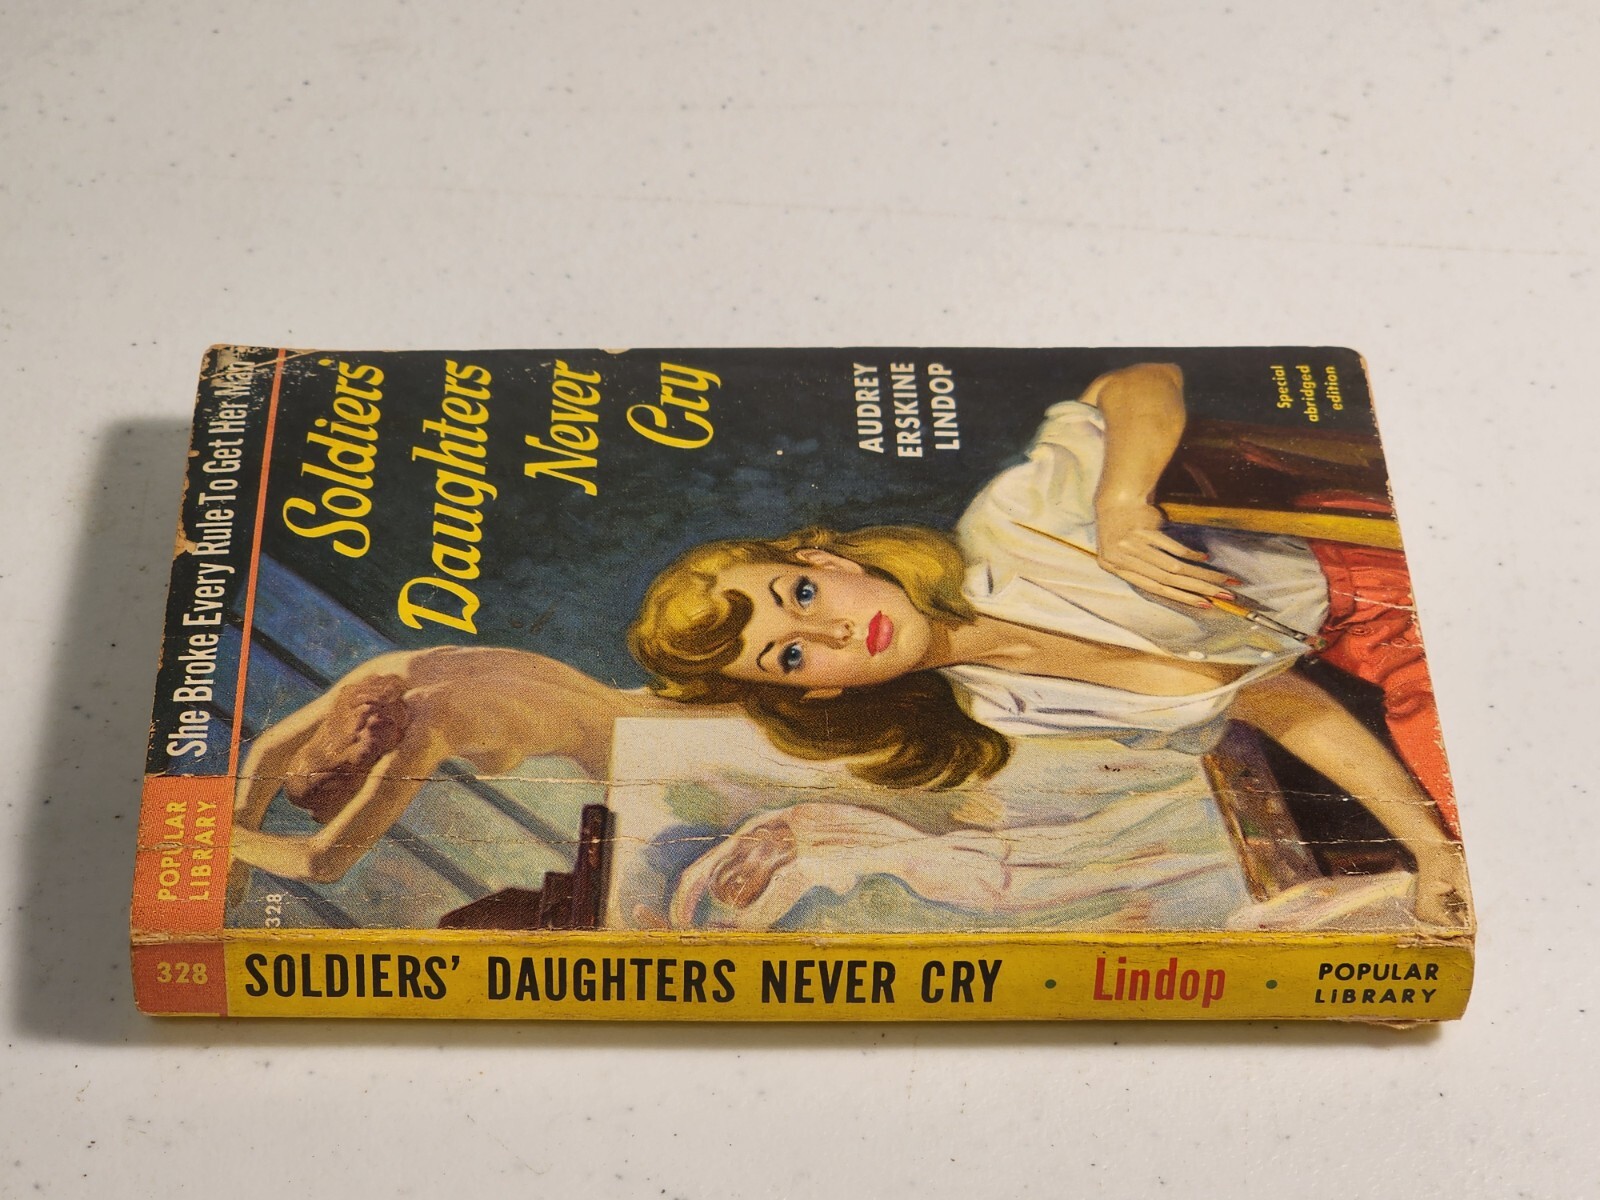 She Broke Every Rule To Get Her Man
POPULAR
LIBRARY
328
Soldiers'
Daughters
Never
Cry
AUDREY
ERSKINE
LINDOP
Special
abridged
edition
328
SOLDIERS' DAUGHTERS NEVER CRY • Lindop •
POPULAR
LIBRARY